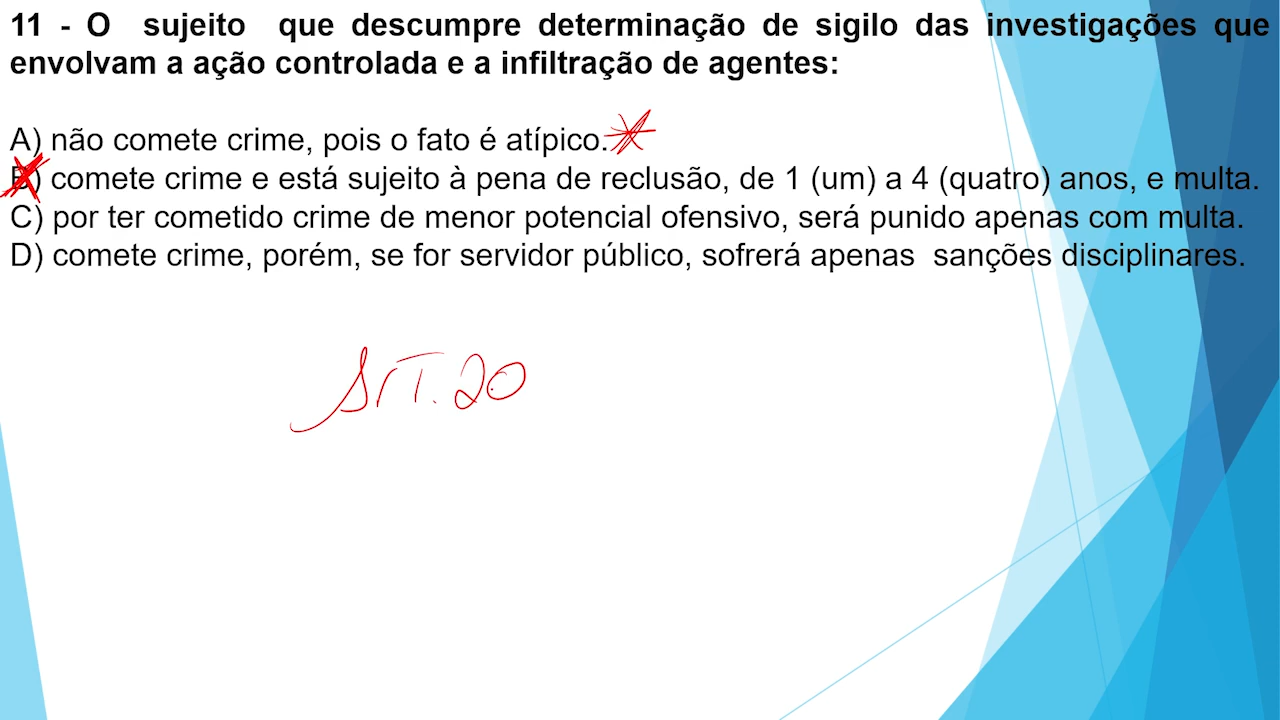 11 - O sujeito que descumpre determinação de sigilo das investigações que
envolvam a ação controlada e a infiltração de agentes:
A) não comete crime, pois o fato é atípico.
B) comete crime e está sujeito à pena de reclusão, de 1 (um) a 4 (quatro) anos, e multa.
C) por ter cometido crime de menor potencial ofensivo, será punido apenas com multa.
D) comete crime, porém, se for servidor público, sofrerá apenas sanções disciplinares.
Art. 20